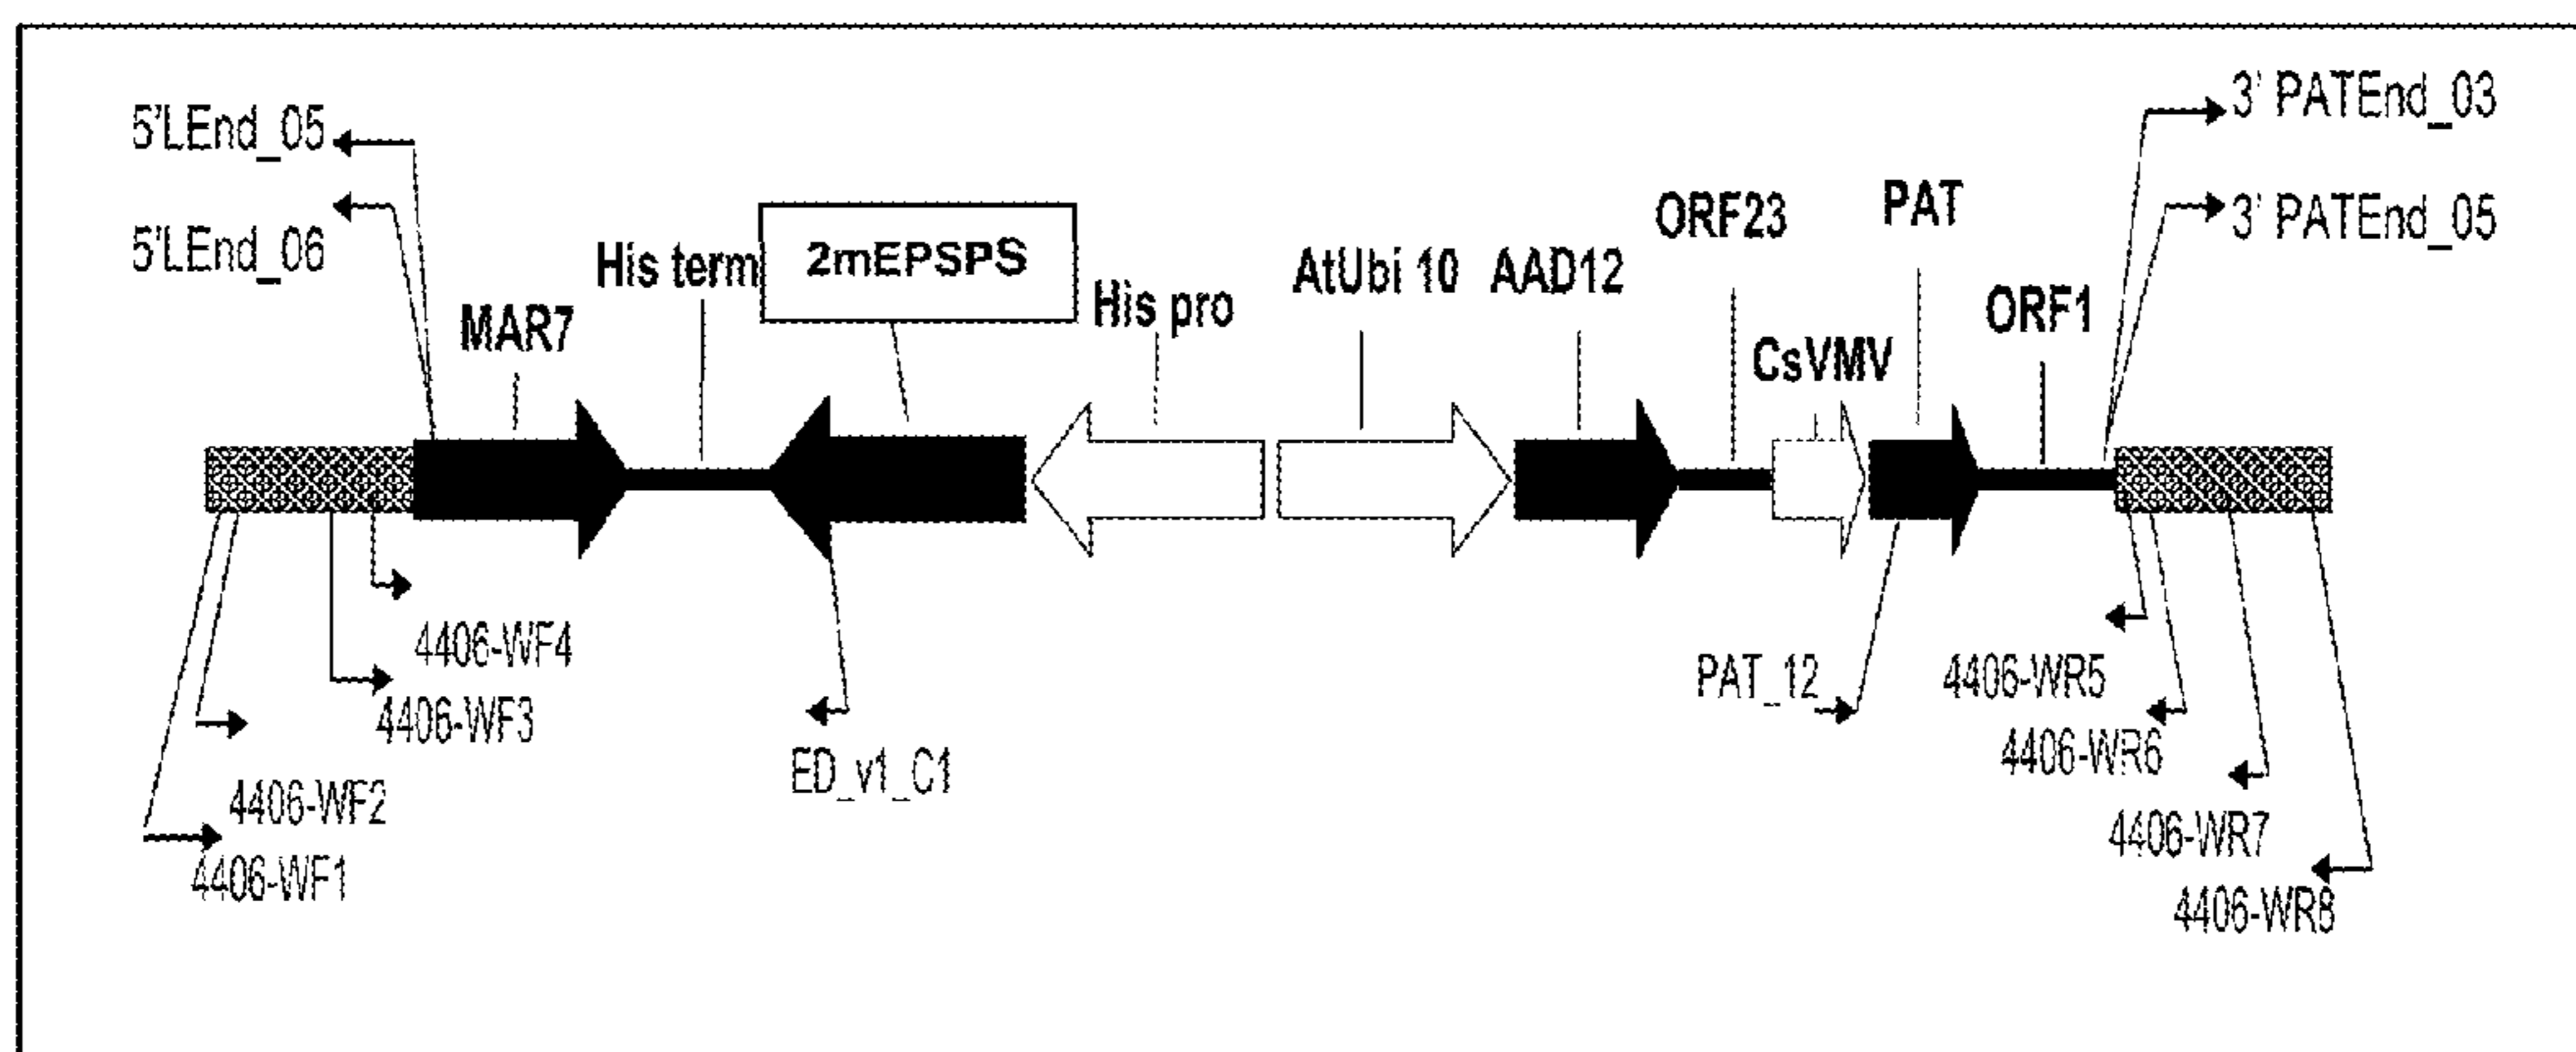 5'LEnd_05
5'LEnd_06
MAR7
His term
2mEPSPS
His pro
AtUbi 10
AAD12
ORF23
CsVMV
PAT
ORF1
3' PATEnd_03
3' PATEnd_05
4406-WF4
4406-WF3
4406-WF2
4406-WF1
ED_v1_C1
PAT_12
4406-WR5
4406-WR6
4406-WR7
4406-WR8